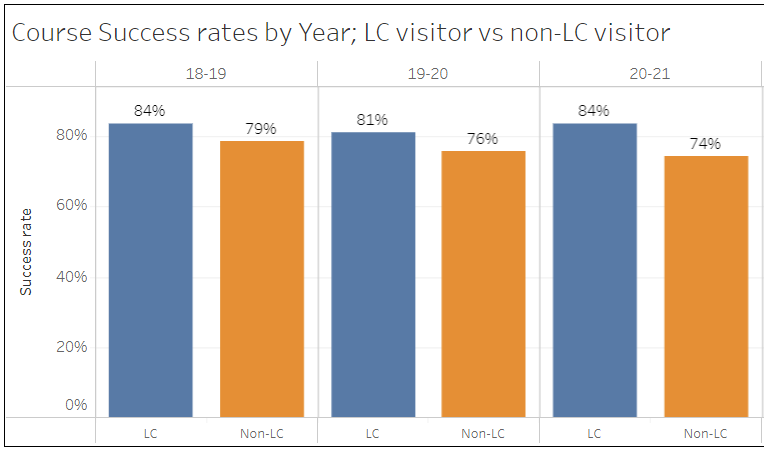 Course Success rates by Year; LC visitor vs non-LC visitor
18-19 19-20 20-21
84% 79% 81% 76% 84% 74%
80%
60%
40%
20%
0%
Success rate
LC Non-LC LC Non-LC LC Non-LC